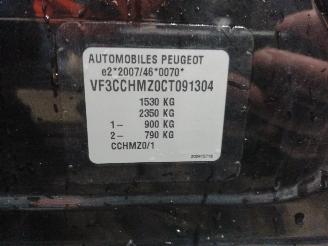 AUTOMOBILES PEUGEOT
e2*2007/46*0070*
VF3CCHMZ0CT091304
1530 KG
2350 KG
1- 900 KG
2- 790 KG
CCHMZ0/1